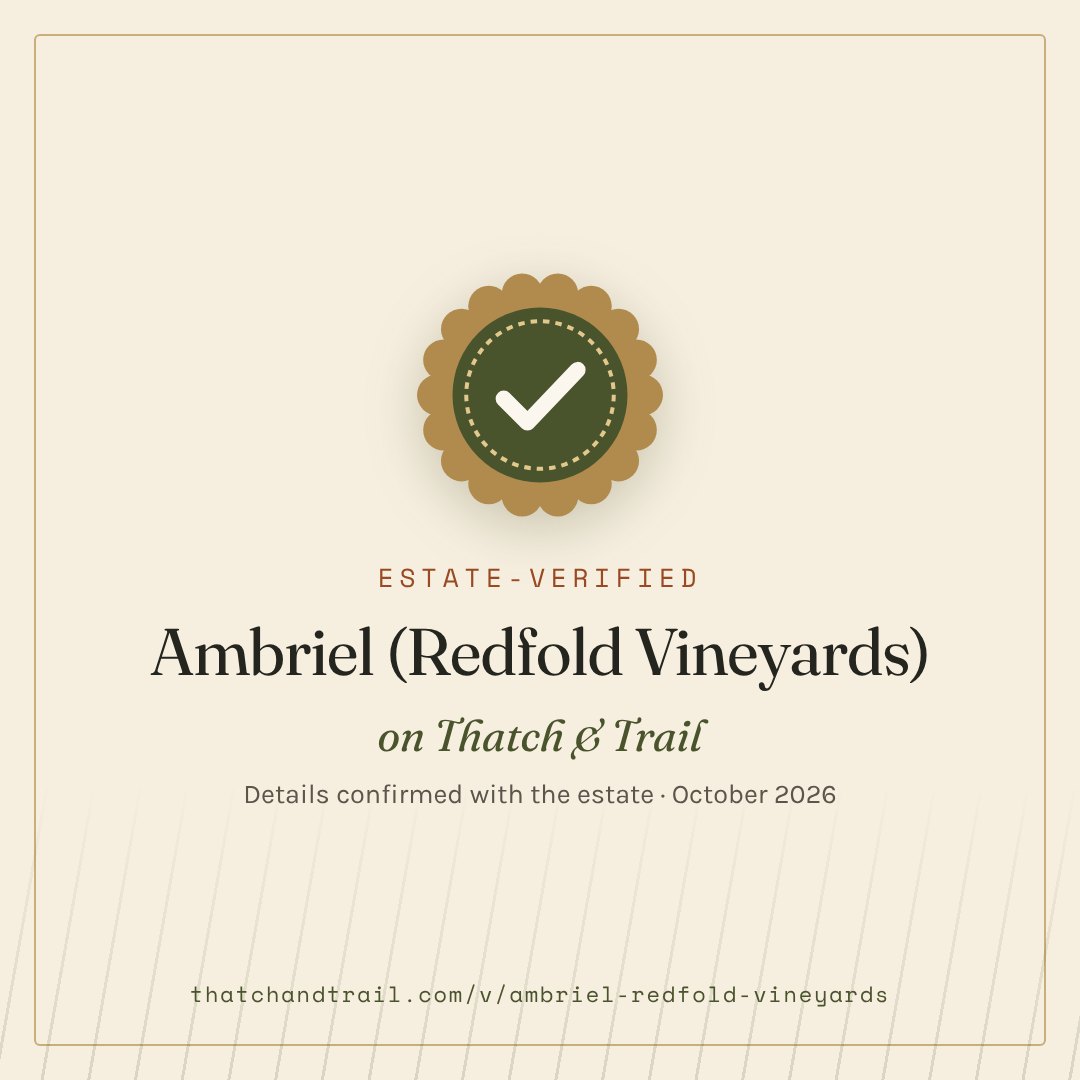 ESTATE-VERIFIED
Ambriel (Redfold Vineyards)
on Thatch & Trail
Details confirmed with the estate · October 2026
thatchandtrail.com/v/ambriel-redfold-vineyards